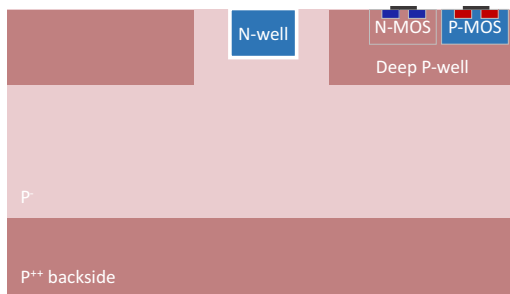 N-well
N-MOS P-MOS
Deep P-well
P⁻
P⁺⁺ backside